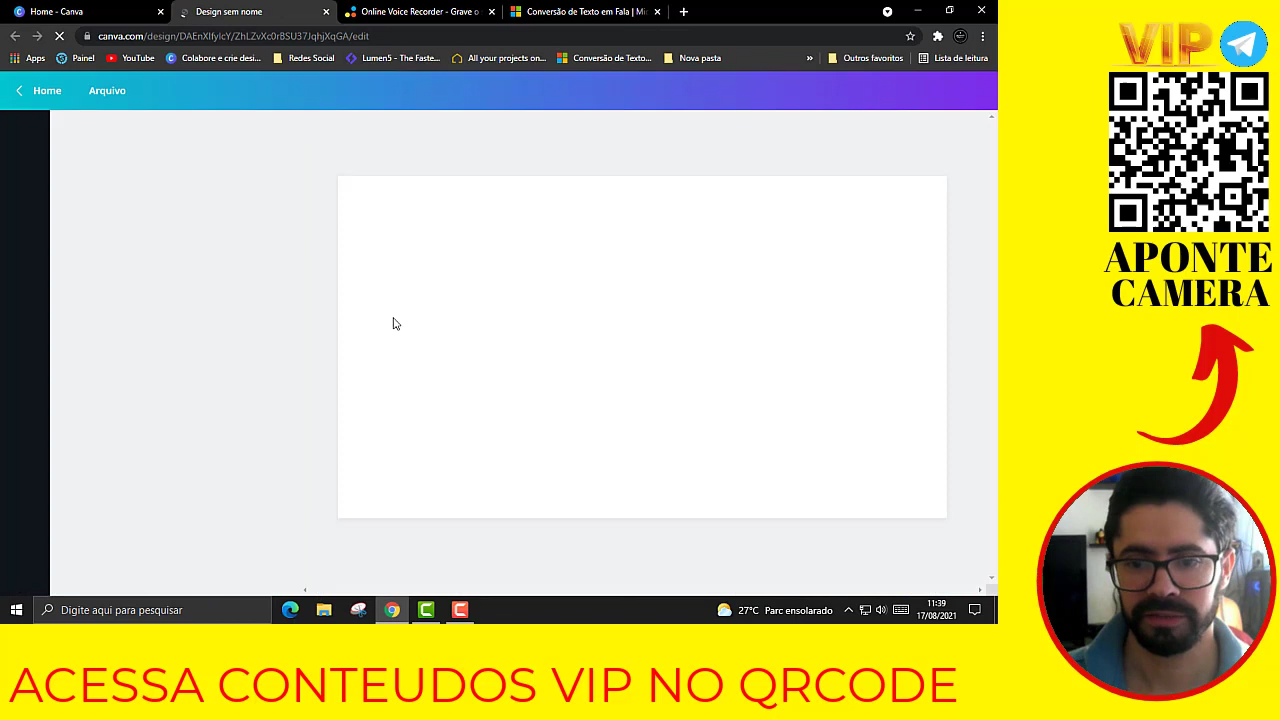 Home - Canva
Design sem nome
Online Voice Recorder - Grave o
Conversão de Texto em Fala | Mi
canva.com/design/DAEnXlfylcY/ZhLZvXc0rBSU37JqhjXqGA/edit
Apps
Painel
YouTube
Colabore e crie desi...
Redes Social
Lumen5 - The Faste...
All your projects on...
Conversão de Texto...
Nova pasta
»
Outros favoritos
Lista de leitura
Home
Arquivo
VIP
APONTE
CAMERA
Digite aqui para pesquisar
27°C Parc ensolarado
11:39
17/08/2021
ACESSA CONTEUDOS VIP NO QRCODE